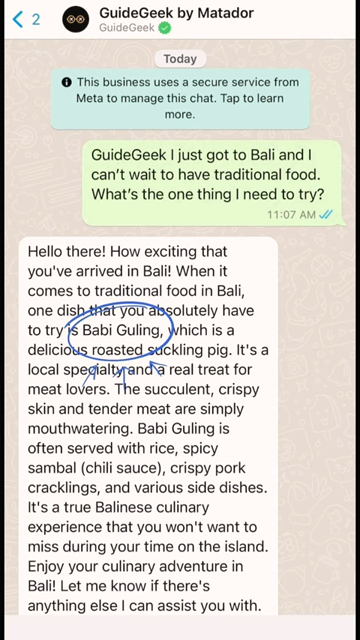 2
GuideGeek by Matador
GuideGeek
Today
This business uses a secure service from
Meta to manage this chat. Tap to learn
more.
GuideGeek I just got to Bali and I
can't wait to have traditional food.
What's the one thing I need to try?
11:07 AM
Hello there! How exciting that
you've arrived in Bali! When it
comes to traditional food in Bali,
one dish that you absolutely have
to try is Babi Guling, which is a
delicious roasted suckling pig. It's a
local specialty and a real treat for
meat lovers. The succulent, crispy
skin and tender meat are simply
mouthwatering. Babi Guling is
often served with rice, spicy
sambal (chili sauce), crispy pork
cracklings, and various side dishes.
It's a true Balinese culinary
experience that you won't want to
miss during your time on the island.
Enjoy your culinary adventure in
Bali! Let me know if there's
anything else I can assist you with.